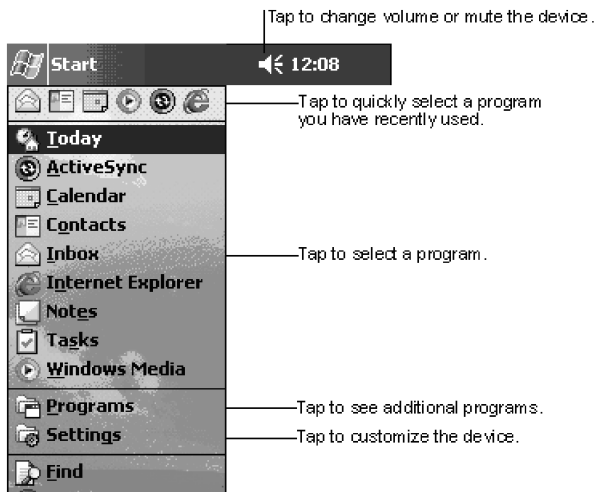 Tap to change volume or mute the device.
Start
12:08
Tap to quickly select a program
you have recently used.
Today
ActiveSync
Calendar
Contacts
Inbox
Tap to select a program.
Internet Explorer
Notes
Tasks
Windows Media
Programs
Tap to see additional programs.
Settings
Tap to customize the device.
Find